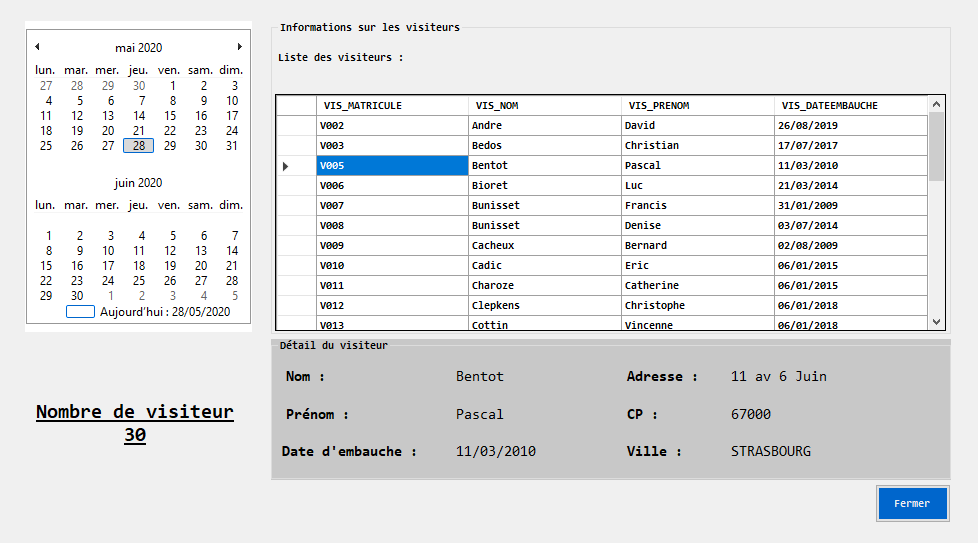 mai 2020
lun. mar. mer. jeu. ven. sam. dim.
27 28 29 30 1 2 3
4 5 6 7 8 9 10
11 12 13 14 15 16 17
18 19 20 21 22 23 24
25 26 27 28 29 30 31
juin 2020
lun. mar. mer. jeu. ven. sam. dim.
1 2 3 4 5 6 7
8 9 10 11 12 13 14
15 16 17 18 19 20 21
22 23 24 25 26 27 28
29 30 1 2 3 4 5
Aujourd'hui : 28/05/2020
Nombre de visiteur
30
Informations sur les visiteurs
Liste des visiteurs :
VIS_MATRICULE VIS_NOM VIS_PRENOM VIS_DATEEMBAUCHE
V002 Andre David 26/08/2019
V003 Bedos Christian 17/07/2017
V005 Bentot Pascal 11/03/2010
V006 Bioret Luc 21/03/2014
V007 Bunisset Francis 31/01/2009
V008 Bunisset Denise 03/07/2014
V009 Cacheux Bernard 02/08/2009
V010 Cadic Eric 06/01/2015
V011 Charoze Catherine 06/01/2015
V012 Clepkens Christophe 06/01/2018
V013 Cottin Vincenne 06/01/2018
Détail du visiteur
Nom : Bentot Adresse : 11 av 6 Juin
Prénom : Pascal CP : 67000
Date d'embauche : 11/03/2010 Ville : STRASBOURG
Fermer